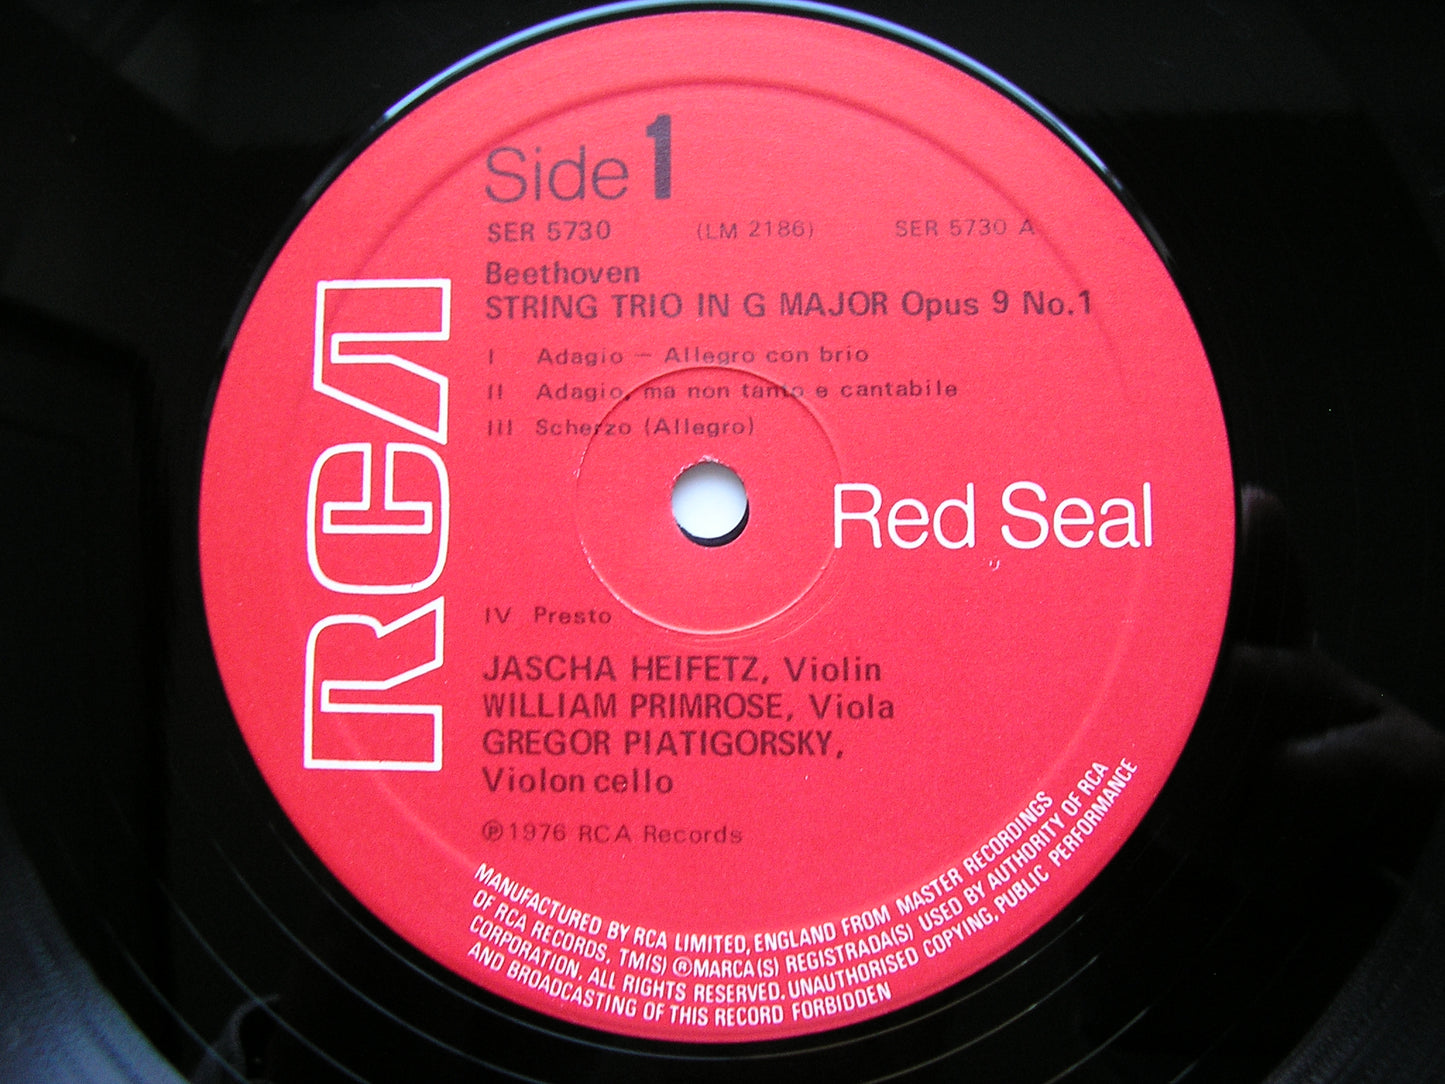 Side 1
SER 5730 (LM 2186) SER 5730 A
Beethoven
STRING TRIO IN G MAJOR Opus 9 No.1
I Adagio — Allegro con brio
II Adagio, ma non tanto e cantabile
III Scherzo (Allegro)
RCA
Red Seal
IV Presto
JASCHA HEIFETZ, Violin
WILLIAM PRIMROSE, Viola
GREGOR PIATIGORSKY,
Violon cello
℗1976 RCA Records
MANUFACTURED BY RCA LIMITED, ENGLAND FROM MASTER RECORDINGS
OF RCA RECORDS, TM(S) ®MARCA(S) REGISTRADA(S) USED BY AUTHORITY OF RCA
CORPORATION, ALL RIGHTS RESERVED. UNAUTHORISED COPYING, PUBLIC PERFORMANCE
AND BROADCASTING OF THIS RECORD FORBIDDEN